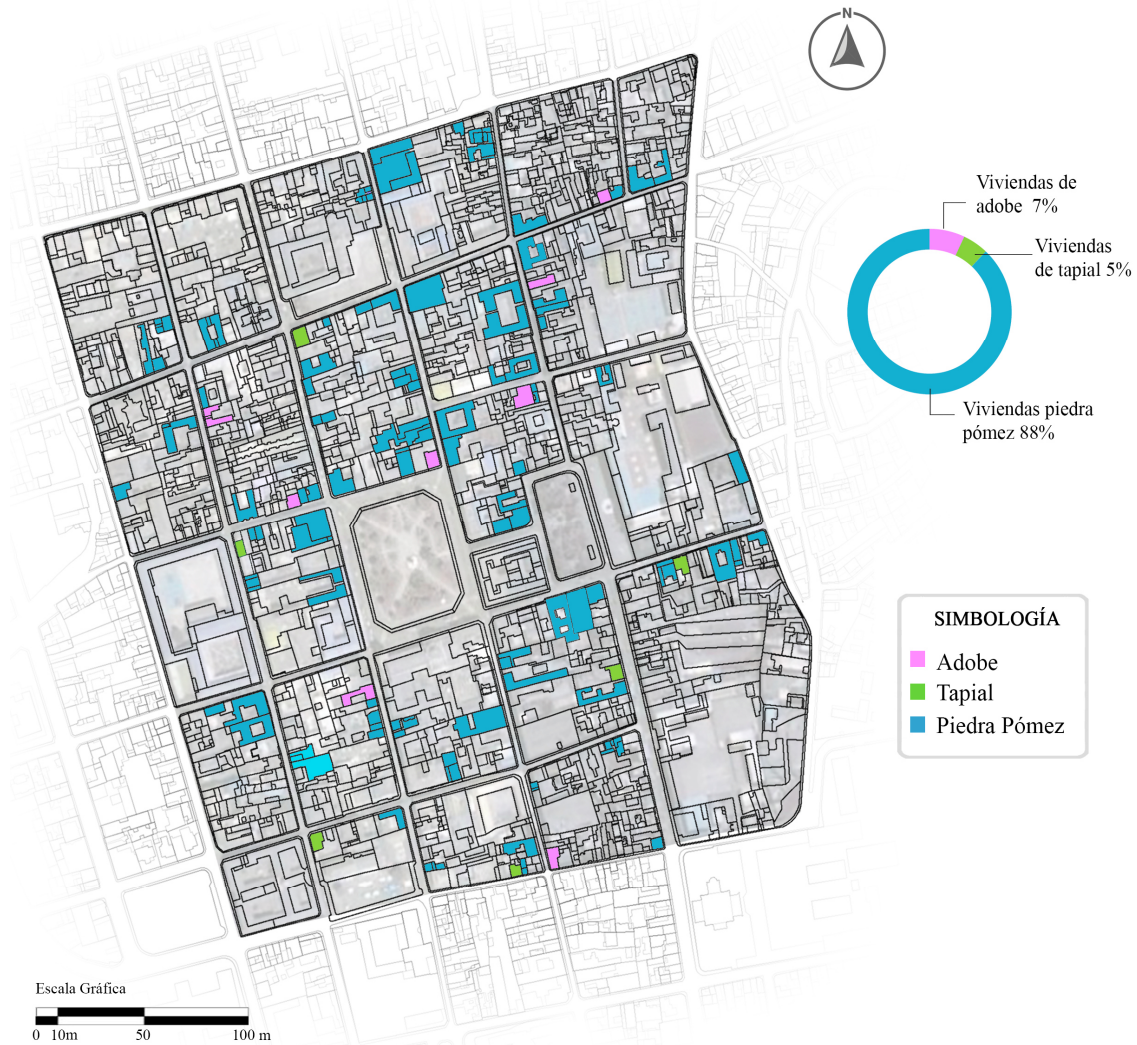 N
Viviendas de
adobe 7%
Viviendas
de tapial 5%
Viviendas piedra
pómez 88%
SIMBOLOGÍA
Adobe
Tapial
Piedra Pómez
Escala Gráfica
0 10m 50 100 m